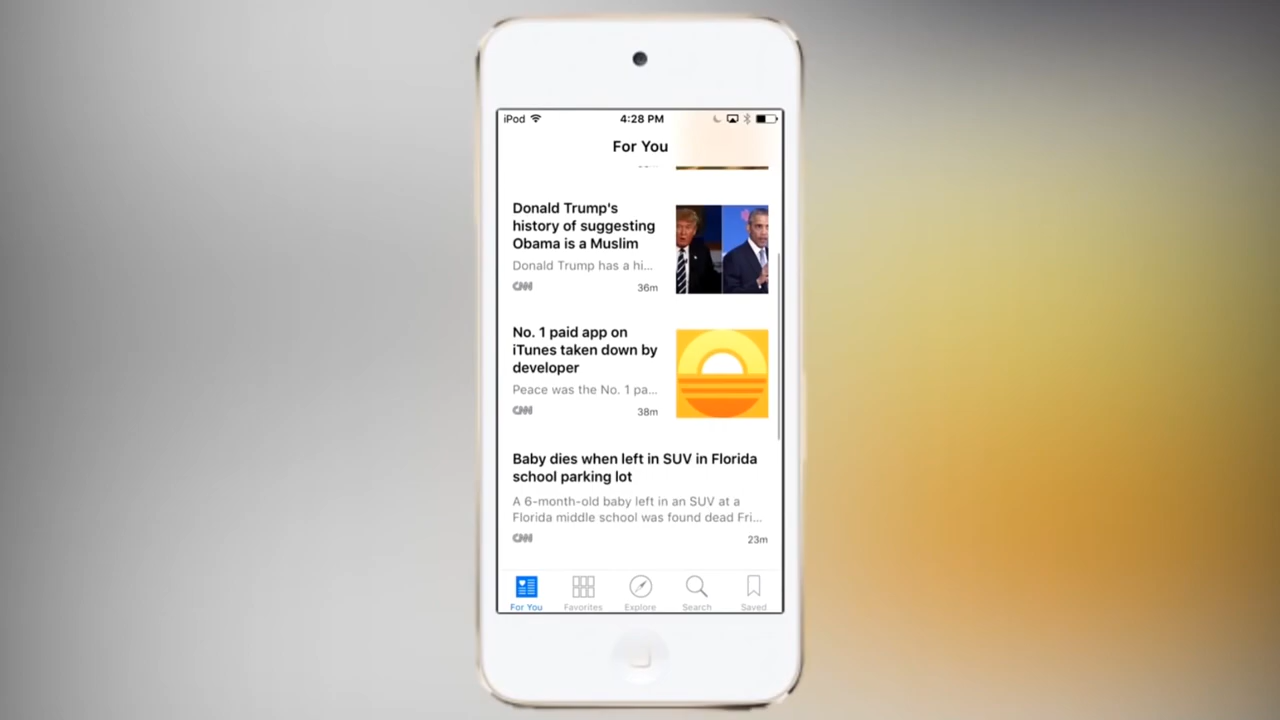 iPod
4:28 PM
For You
Donald Trump's
history of suggesting
Obama is a Muslim
Donald Trump has a hi...
CNN
36m
No. 1 paid app on
iTunes taken down by
developer
Peace was the No. 1 pa...
CNN
38m
Baby dies when left in SUV in Florida
school parking lot
A 6-month-old baby left in an SUV at a
Florida middle school was found dead Fri...
CNN
23m
For You
Favorites
Explore
Search
Saved